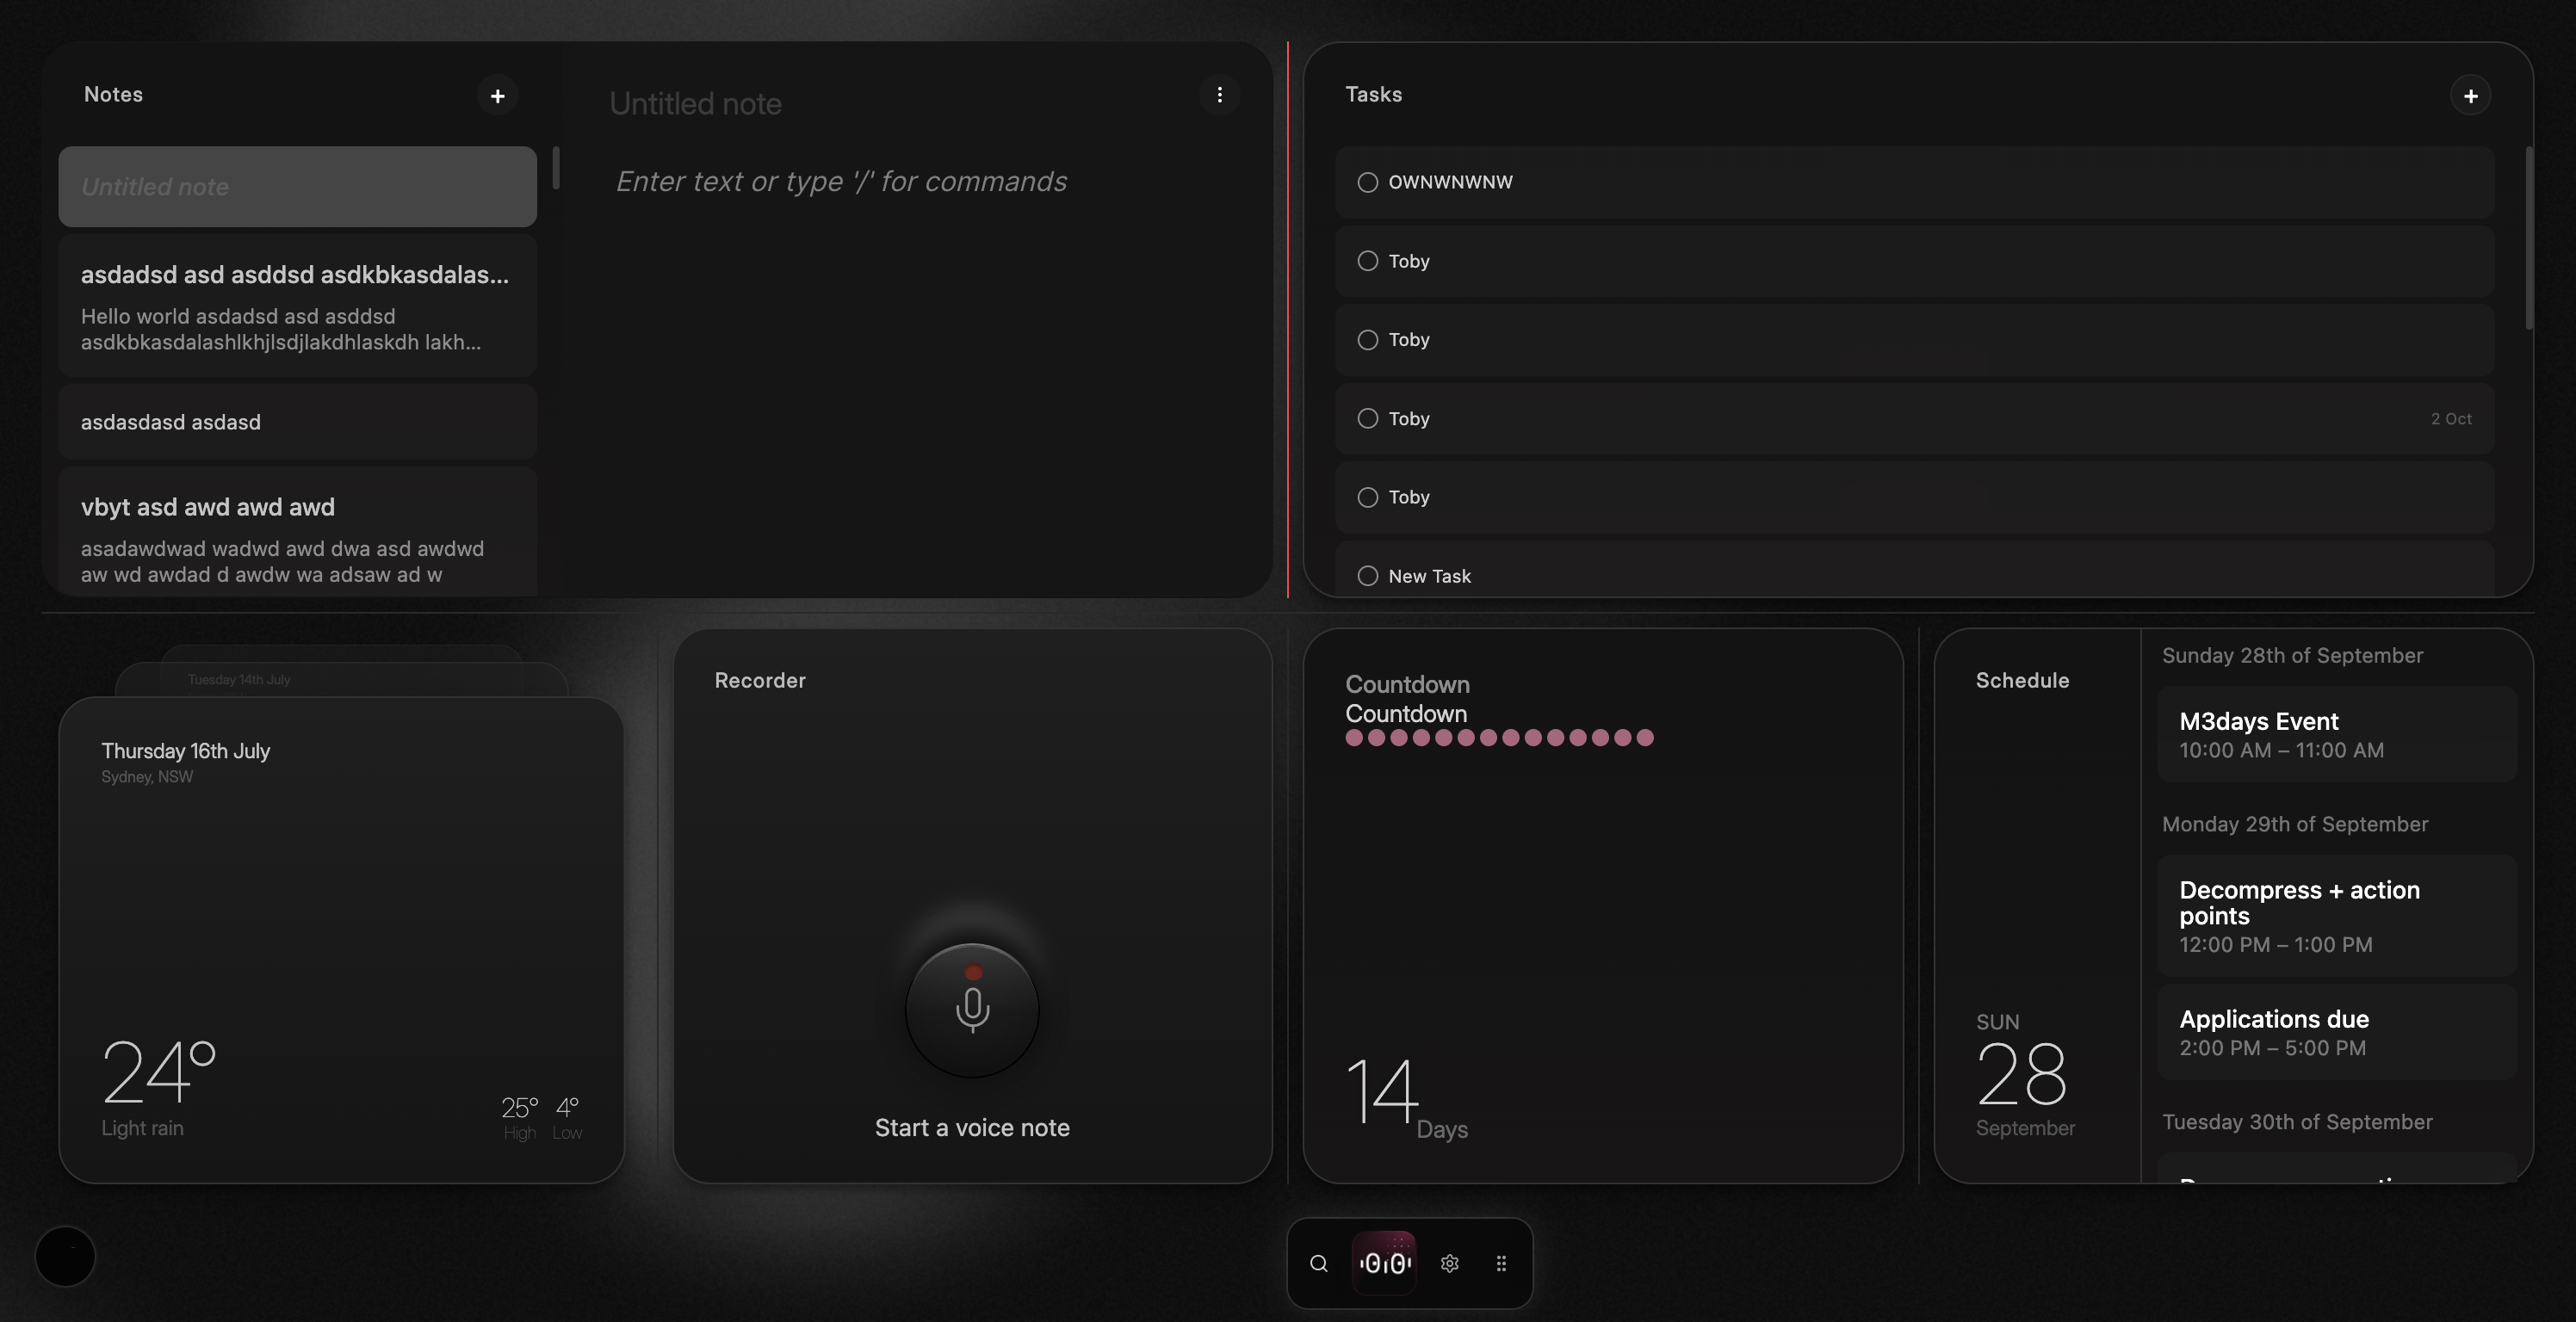 Notes
Untitled note
asdadsd asd asddsd asdkbkasdalas...
Hello world asdadsd asd asddsd
asdkbkasdalashlkhjlsdjlakdhlaskdh lakh...
asdasdasd asdasd
vbyt asd awd awd awd
asadawdwad wadwd awd dwa asd awdwd
aw wd awdad d awdw wa adsaw ad w
Untitled note
Enter text or type '/' for commands
Tasks
OWNWNWNW
Toby
Toby
Toby 2 Oct
Toby
New Task
Tuesday 14th July
Thursday 16th July
Sydney, NSW
24°
Light rain
25° 4°
High Low
Recorder
Start a voice note
Countdown
Countdown
14 Days
Schedule
SUN
28
September
Sunday 28th of September
M3days Event
10:00 AM – 11:00 AM
Monday 29th of September
Decompress + action
points
12:00 PM – 1:00 PM
Applications due
2:00 PM – 5:00 PM
Tuesday 30th of September